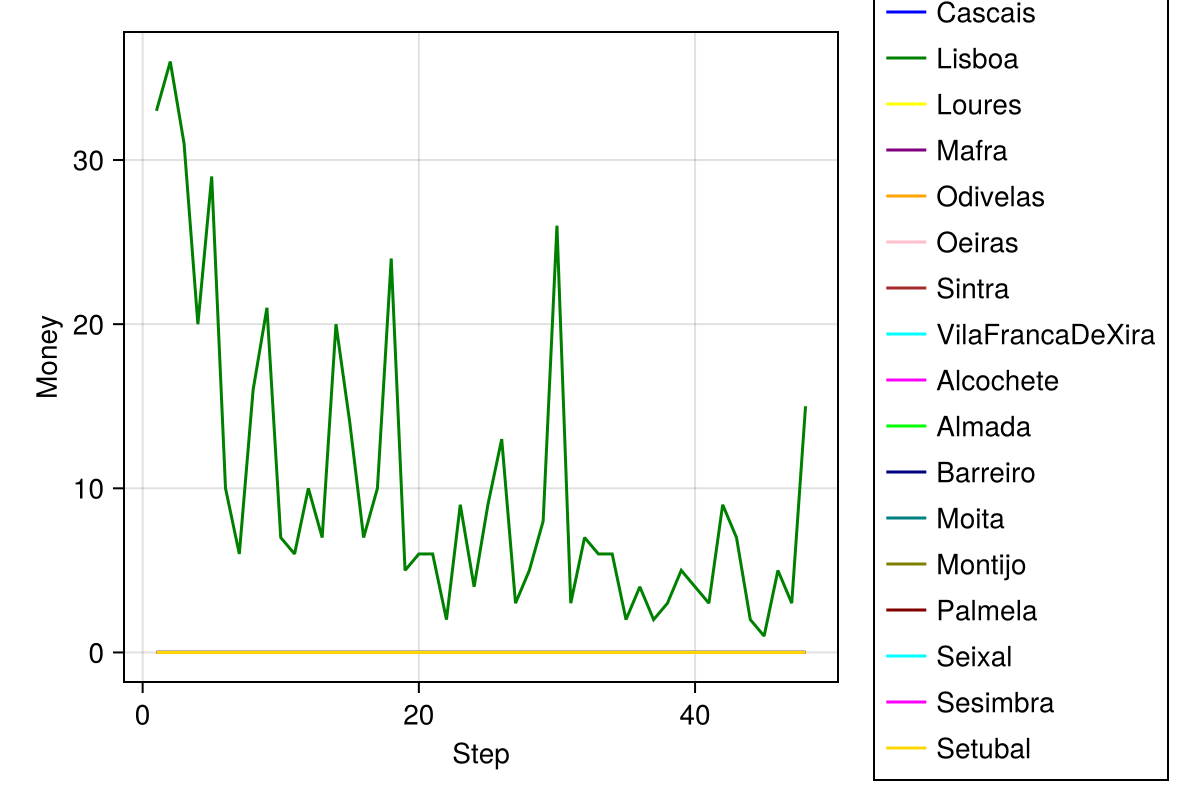 Cascais
Lisboa
Loures
Mafra
Odivelas
Oeiras
Sintra
VilaFrancaDeXira
Alcochete
Almada
Barreiro
Moita
Montijo
Palmela
Seixal
Sesimbra
Setubal
Money
30
20
10
0
0 20 40
Step